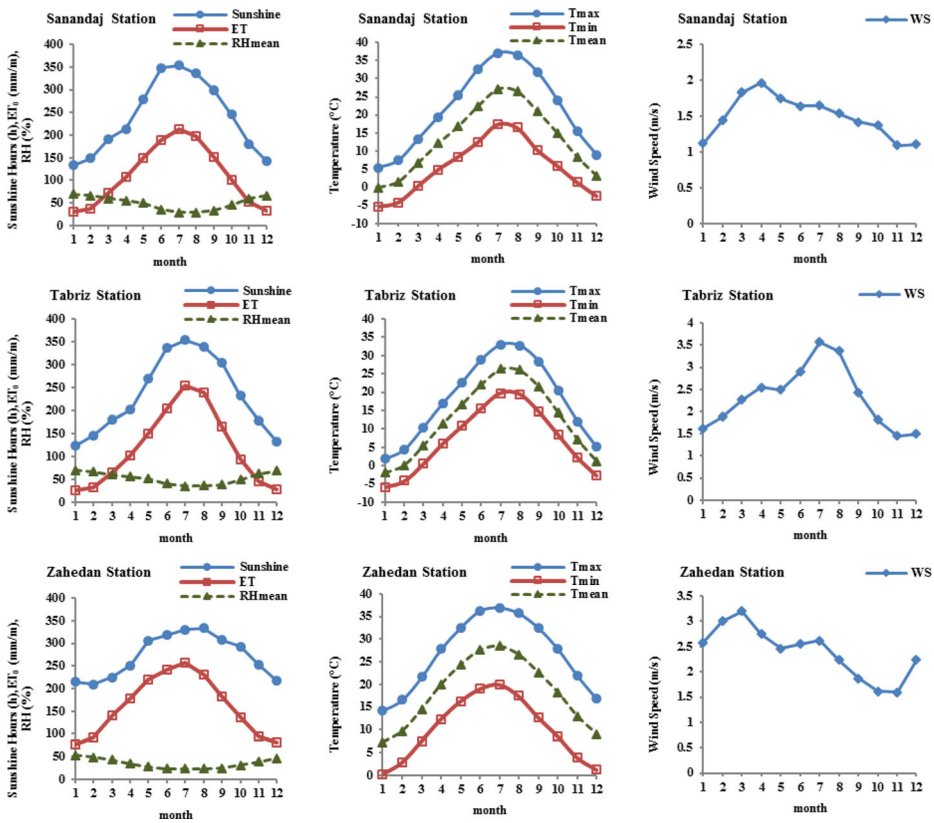 Sanandaj Station
Sunshine
ET
RHmean
400
350
300
250
200
150
100
50
0
Sunshine Hours (h), ET₀ (mm/m),
RH (%)
1 2 3 4 5 6 7 8 9 10 11 12
month
Sanandaj Station
Tmax
Tmin
Tmean
40
35
30
25
20
15
10
5
0
-5
-10
Temperature (°C)
1 2 3 4 5 6 7 8 9 10 11 12
month
Sanandaj Station
WS
2.5
2
1.5
1
0.5
0
Wind Speed (m/s)
1 2 3 4 5 6 7 8 9 10 11 12
month
Tabriz Station
Sunshine
ET
RHmean
400
350
300
250
200
150
100
50
0
Sunshine Hours (h), ET₀ (mm/m),
RH (%)
1 2 3 4 5 6 7 8 9 10 11 12
month
Tabriz Station
Tmax
Tmin
Tmean
40
35
30
25
20
15
10
5
0
-5
-10
Temperature (°C)
1 2 3 4 5 6 7 8 9 10 11 12
month
Tabriz Station
WS
4
3.5
3
2.5
2
1.5
1
0.5
0
Wind Speed (m/s)
1 2 3 4 5 6 7 8 9 10 11 12
month
Zahedan Station
Sunshine
ET
RHmean
400
350
300
250
200
150
100
50
0
Sunshine Hours (h), ET₀ (mm/m),
RH (%)
1 2 3 4 5 6 7 8 9 10 11 12
month
Zahedan Station
Tmax
Tmin
Tmean
40
35
30
25
20
15
10
5
0
Temperature (°C)
1 2 3 4 5 6 7 8 9 10 11 12
month
Zahedan Station
WS
3.5
3
2.5
2
1.5
1
0.5
0
Wind Speed (m/s)
1 2 3 4 5 6 7 8 9 10 11 12
month